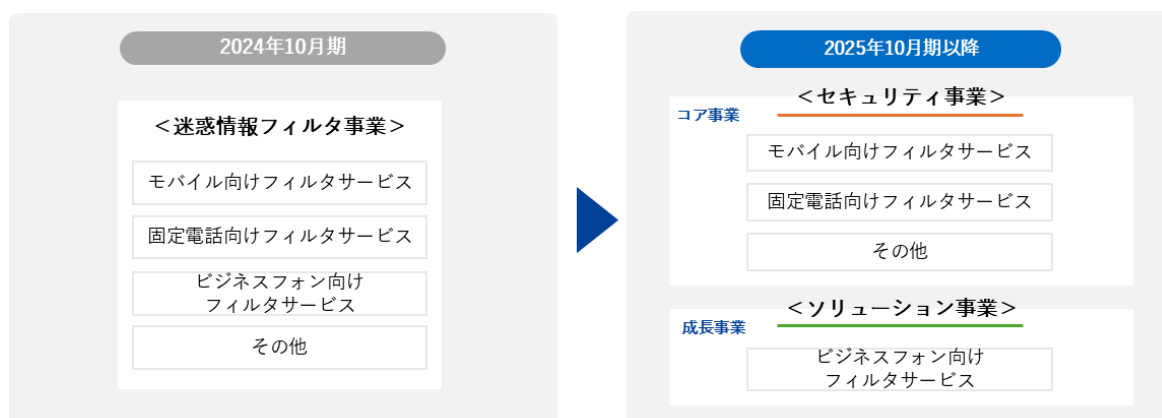 2024年10月期
＜迷惑情報フィルタ事業＞
モバイル向けフィルタサービス
固定電話向けフィルタサービス
ビジネスフォン向け
フィルタサービス
その他
2025年10月期以降
＜セキュリティ事業＞
コア事業
モバイル向けフィルタサービス
固定電話向けフィルタサービス
その他
＜ソリューション事業＞
成長事業
ビジネスフォン向け
フィルタサービス